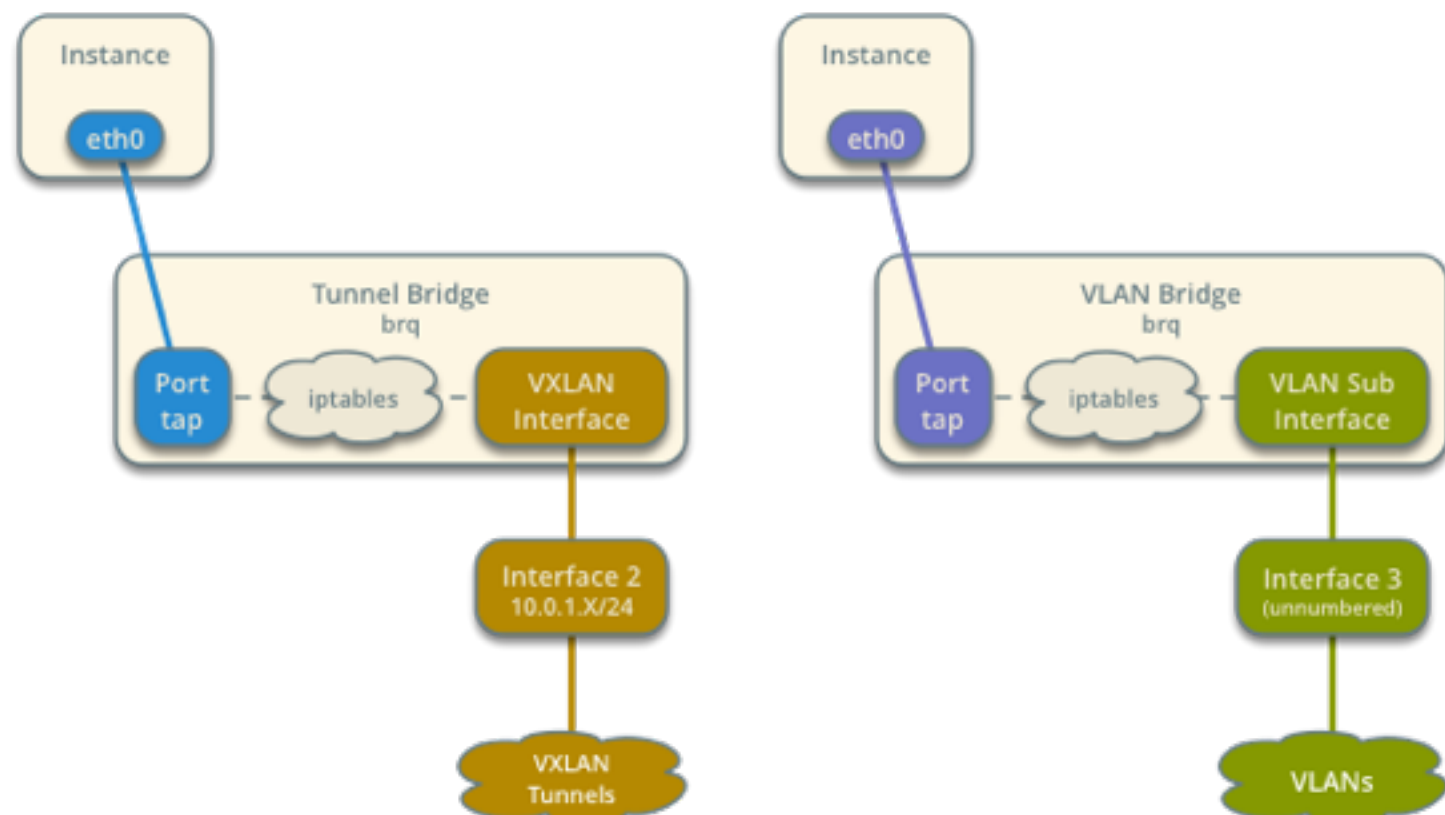 Instance
eth0
Tunnel Bridge
brq
Port
tap
iptables
VXLAN
Interface
Interface 2
10.0.1.X/24
VXLAN
Tunnels
Instance
eth0
VLAN Bridge
brq
Port
tap
iptables
VLAN Sub
Interface
Interface 3
(unnumbered)
VLANs